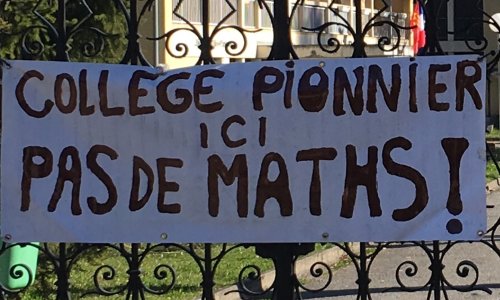 COLLEGE PIONNIER
ICI
PAS DE MATHS!